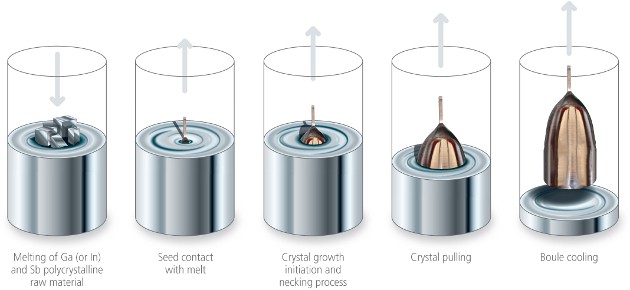 Melting of Ga (or In)
and Sb polycrystalline
raw material
Seed contact
with melt
Crystal growth
initiation and
necking process
Crystal pulling
Boule cooling